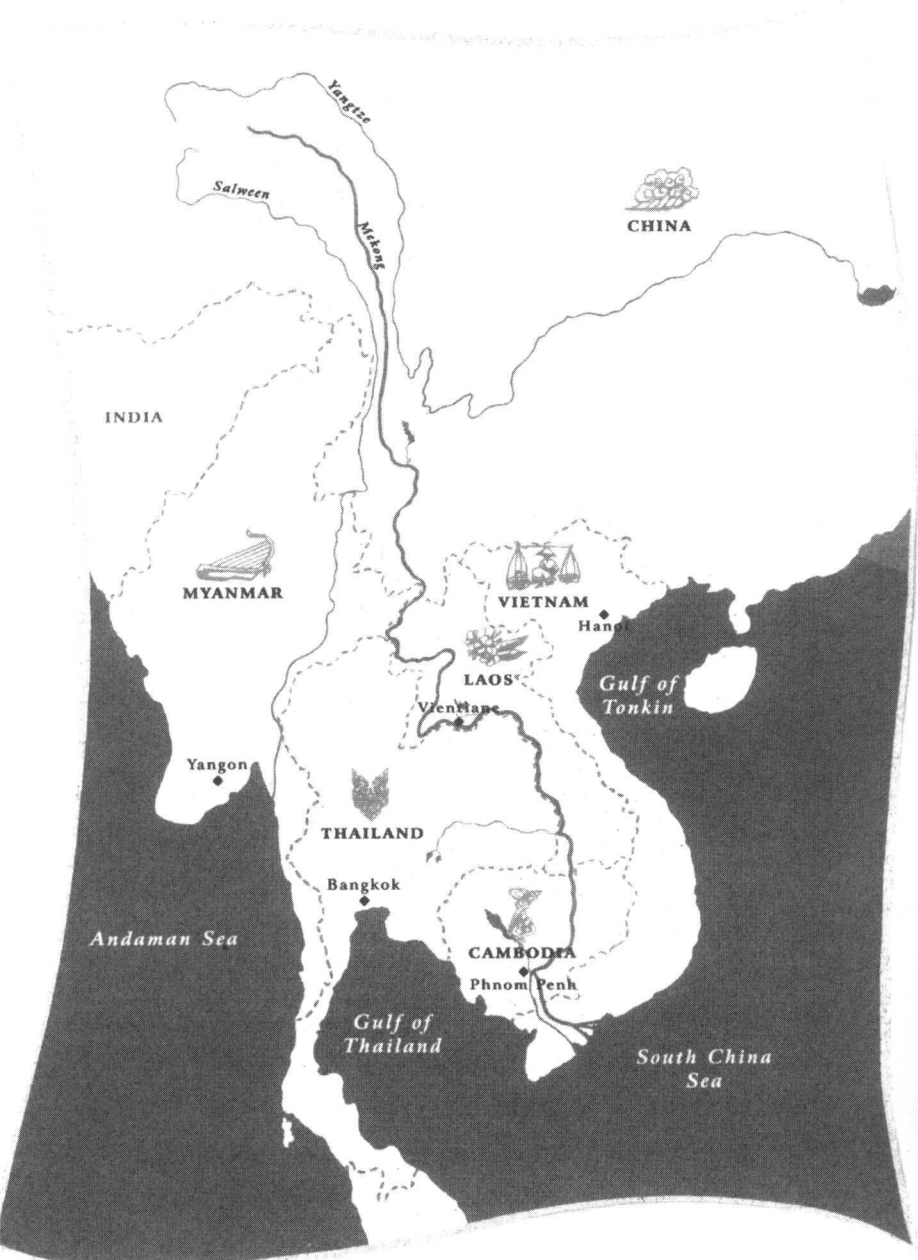 Yangtze
Salween
Mekong
CHINA
INDIA
MYANMAR
VIETNAM
Hanoi
LAOS
Gulf of
Tonkin
Vientiane
Yangon
THAILAND
Bangkok
Andaman Sea
CAMBODIA
Phnom Penh
Gulf of
Thailand
South China
Sea